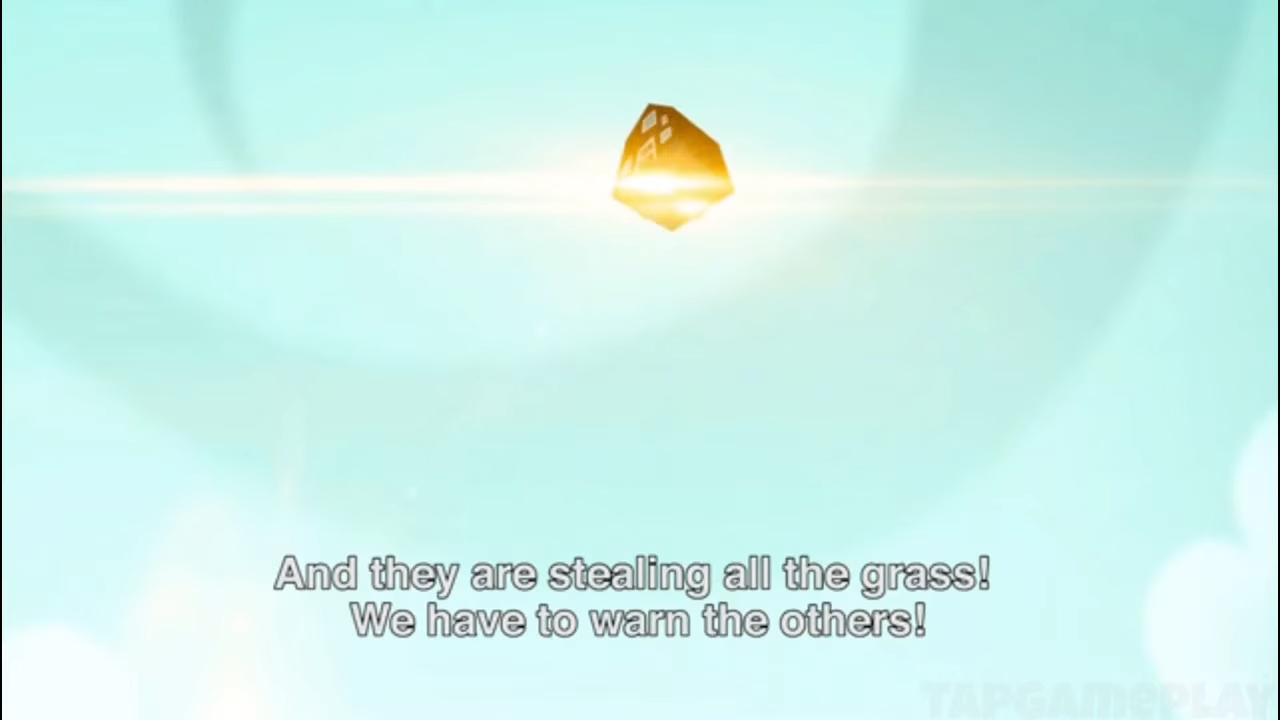 And they are stealing all the grass!
We have to warn the others!
TAPGAMEPLAY